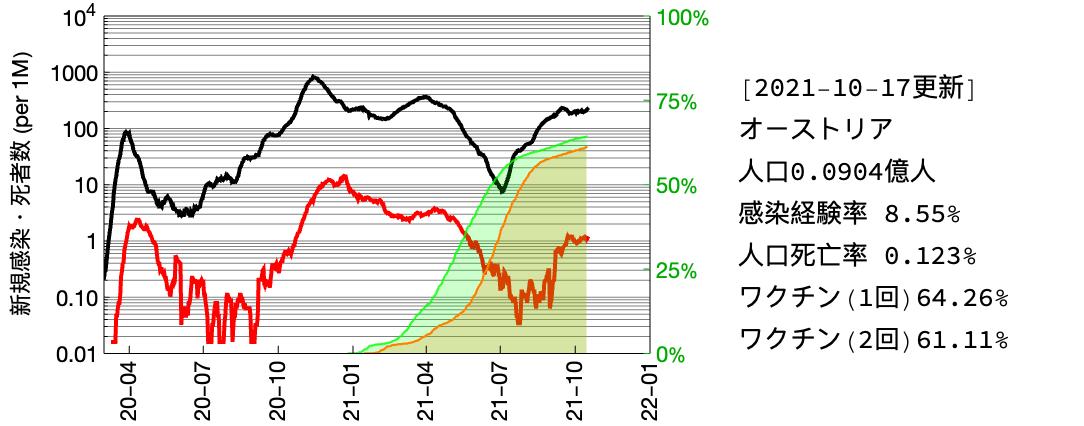 10^4
1000
100
10
1
0.10
0.01
新規感染・死者数 (per 1M)
100%
75%
50%
25%
0%
20-04
20-07
20-10
21-01
21-04
21-07
21-10
22-01
[2021-10-17更新]
オーストリア
人口0.0904億人
感染経験率 8.55%
人口死亡率 0.123%
ワクチン(1回)64.26%
ワクチン(2回)61.11%